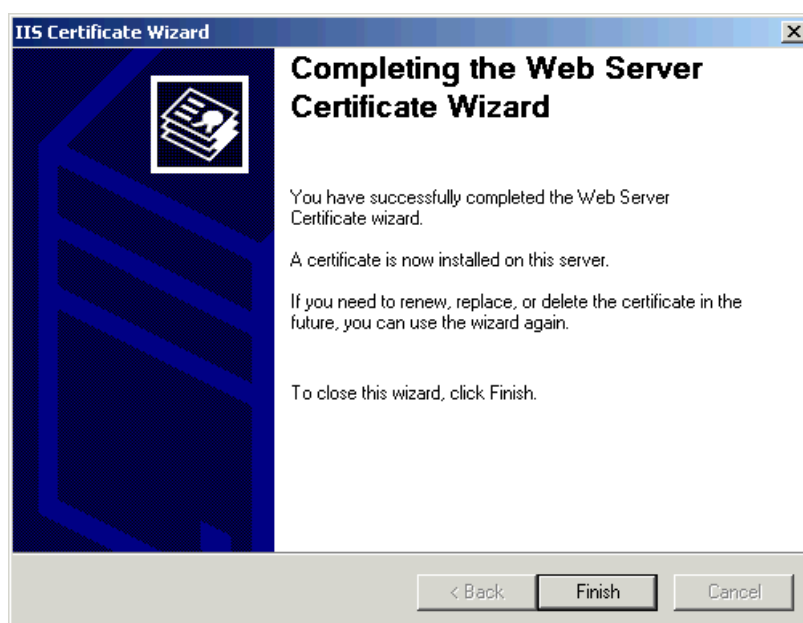 IIS Certificate Wizard
Completing the Web Server
Certificate Wizard
You have successfully completed the Web Server
Certificate wizard.
A certificate is now installed on this server.
If you need to renew, replace, or delete the certificate in the
future, you can use the wizard again.
To close this wizard, click Finish.
< Back Finish Cancel